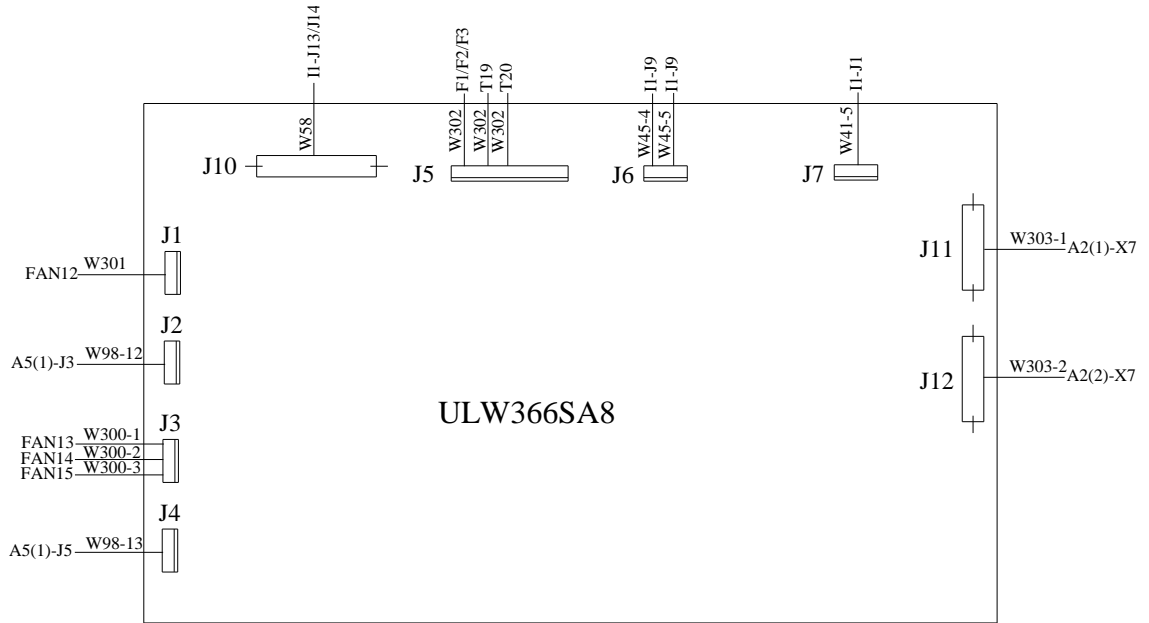 I1-J13/J14
F1/F2/F3
T19
T20
I1-J9
I1-J9
I1-J1
W58
W302
W302
W302
W45-4
W45-5
W41-5
J10
J5
J6
J7
J1
W301
FAN12
J11
W303-1
A2(1)-X7
J2
W98-12
A5(1)-J3
J12
W303-2
A2(2)-X7
ULW366SA8
J3
FAN13
W300-1
FAN14
W300-2
FAN15
W300-3
J4
A5(1)-J5
W98-13